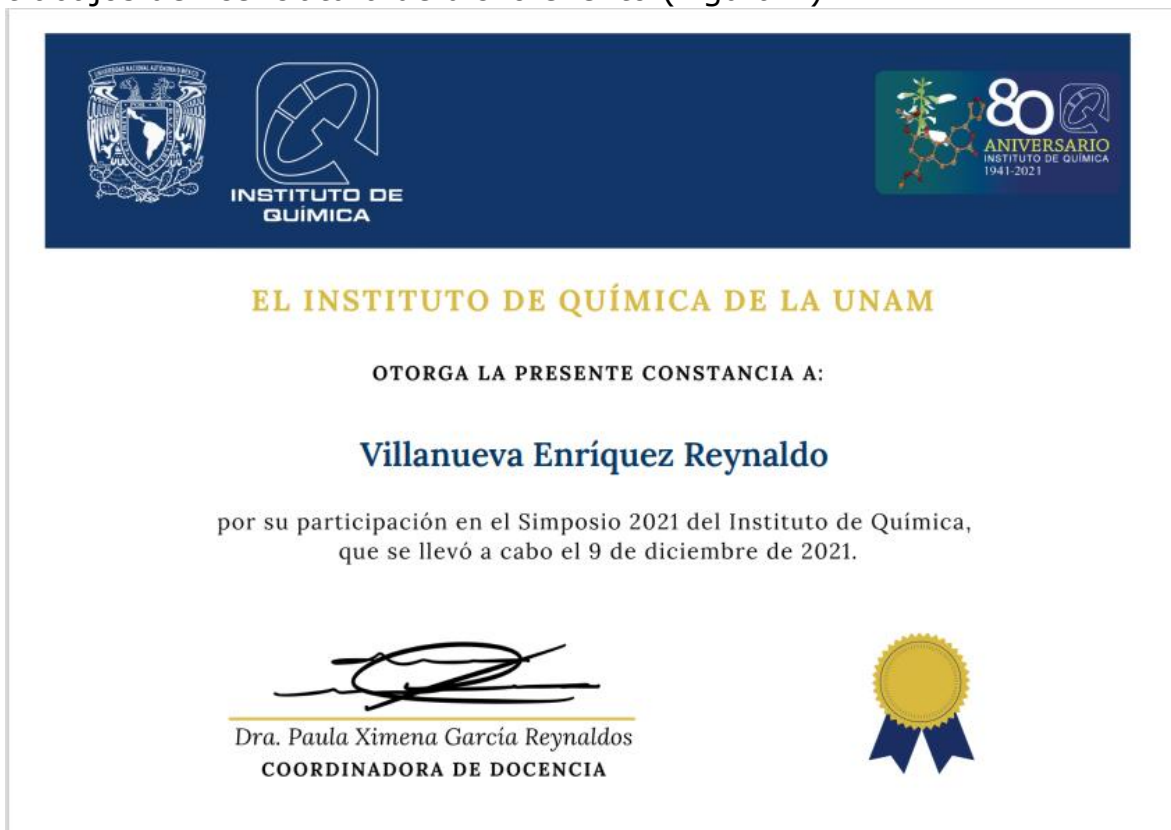 INSTITUTO DE
QUÍMICA
80
ANIVERSARIO
INSTITUTO DE QUÍMICA
1941-2021
EL INSTITUTO DE QUÍMICA DE LA UNAM
OTORGA LA PRESENTE CONSTANCIA A:
Villanueva Enríquez Reynaldo
por su participación en el Simposio 2021 del Instituto de Química,
que se llevó a cabo el 9 de diciembre de 2021.
Dra. Paula Ximena García Reynaldos
COORDINADORA DE DOCENCIA